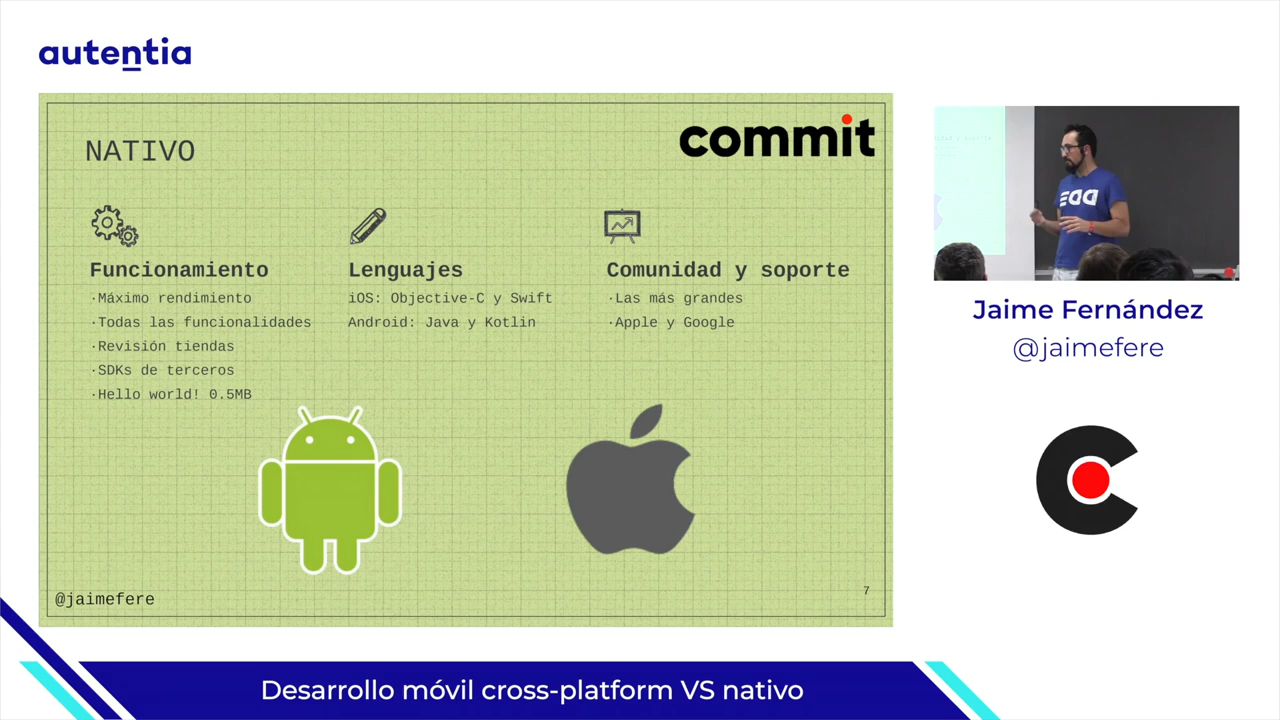 autentia
NATIVO
commit
Funcionamiento
·Máximo rendimiento
·Todas las funcionalidades
·Revisión tiendas
·SDKs de terceros
·Hello world! 0.5MB
Lenguajes
iOS: Objective-C y Swift
Android: Java y Kotlin
Comunidad y soporte
·Las más grandes
·Apple y Google
@jaimefere
7
Jaime Fernández
@jaimefere
Desarrollo móvil cross-platform VS nativo